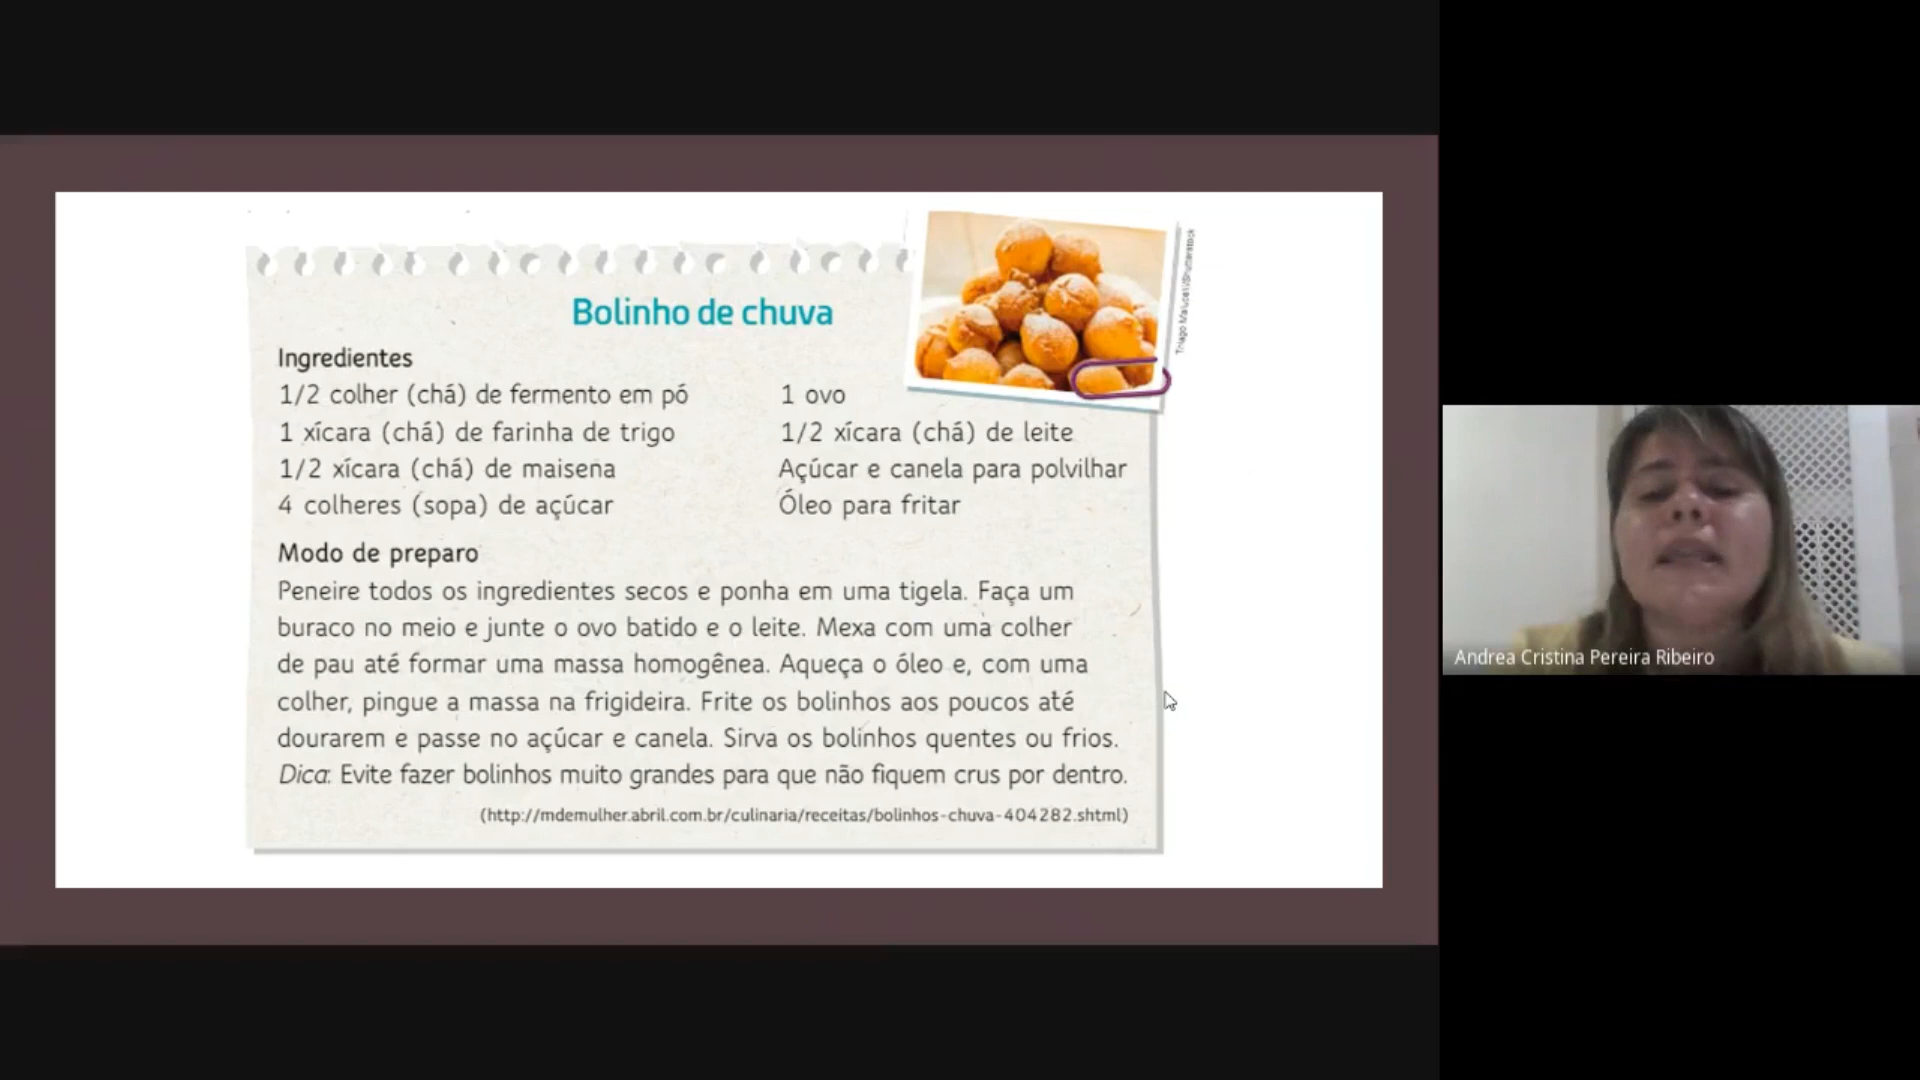 Bolinho de chuva
Ingredientes
1/2 colher (chá) de fermento em pó
1 xícara (chá) de farinha de trigo
1/2 xícara (chá) de maisena
4 colheres (sopa) de açúcar
1 ovo
1/2 xícara (chá) de leite
Açúcar e canela para polvilhar
Óleo para fritar
Modo de preparo
Peneire todos os ingredientes secos e ponha em uma tigela. Faça um
buraco no meio e junte o ovo batido e o leite. Mexa com uma colher
de pau até formar uma massa homogênea. Aqueça o óleo e, com uma
colher, pingue a massa na frigideira. Frite os bolinhos aos poucos até
dourarem e passe no açúcar e canela. Sirva os bolinhos quentes ou frios.
Dica: Evite fazer bolinhos muito grandes para que não fiquem crus por dentro.
(http://mdemulher.abril.com.br/culinaria/receitas/bolinhos-chuva-404282.shtml)
Andrea Cristina Pereira Ribeiro